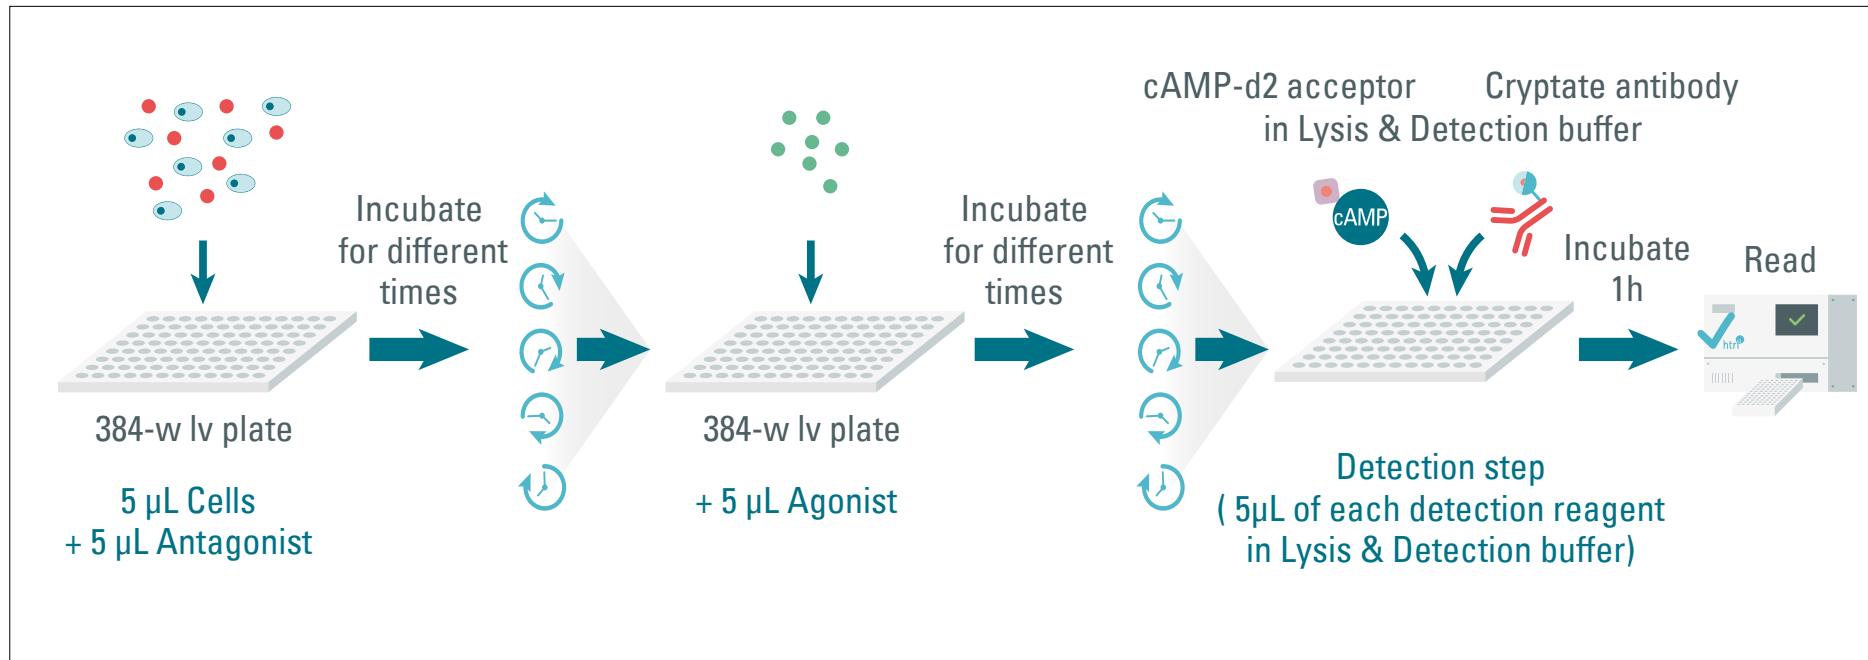 cAMP-d2 acceptor Cryptate antibody
in Lysis & Detection buffer
Incubate
for different
times
Incubate
for different
times
cAMP
Incubate
1h
Read
htrf
384-w lv plate
5 µL Cells
+ 5 µL Antagonist
384-w lv plate
+ 5 µL Agonist
Detection step
( 5µL of each detection reagent
in Lysis & Detection buffer)